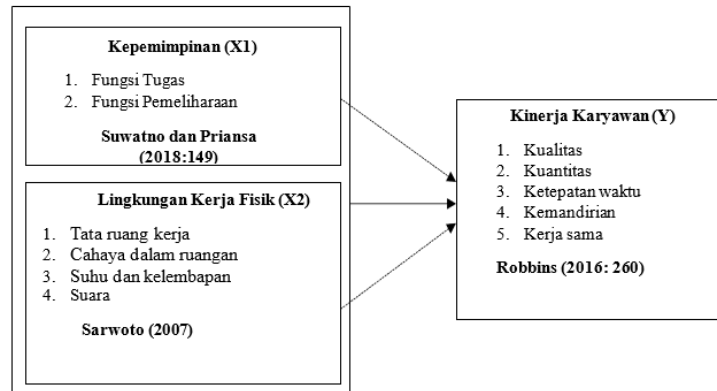 Kepemimpinan (X1)
1. Fungsi Tugas
2. Fungsi Pemeliharaan
Suwatno dan Priansa
(2018:149)
Lingkungan Kerja Fisik (X2)
1. Tata ruang kerja
2. Cahaya dalam ruangan
3. Suhu dan kelembapan
4. Suara
Sarwoto (2007)
Kinerja Karyawan (Y)
1. Kualitas
2. Kuantitas
3. Ketepatan waktu
4. Kemandirian
5. Kerja sama
Robbins (2016: 260)